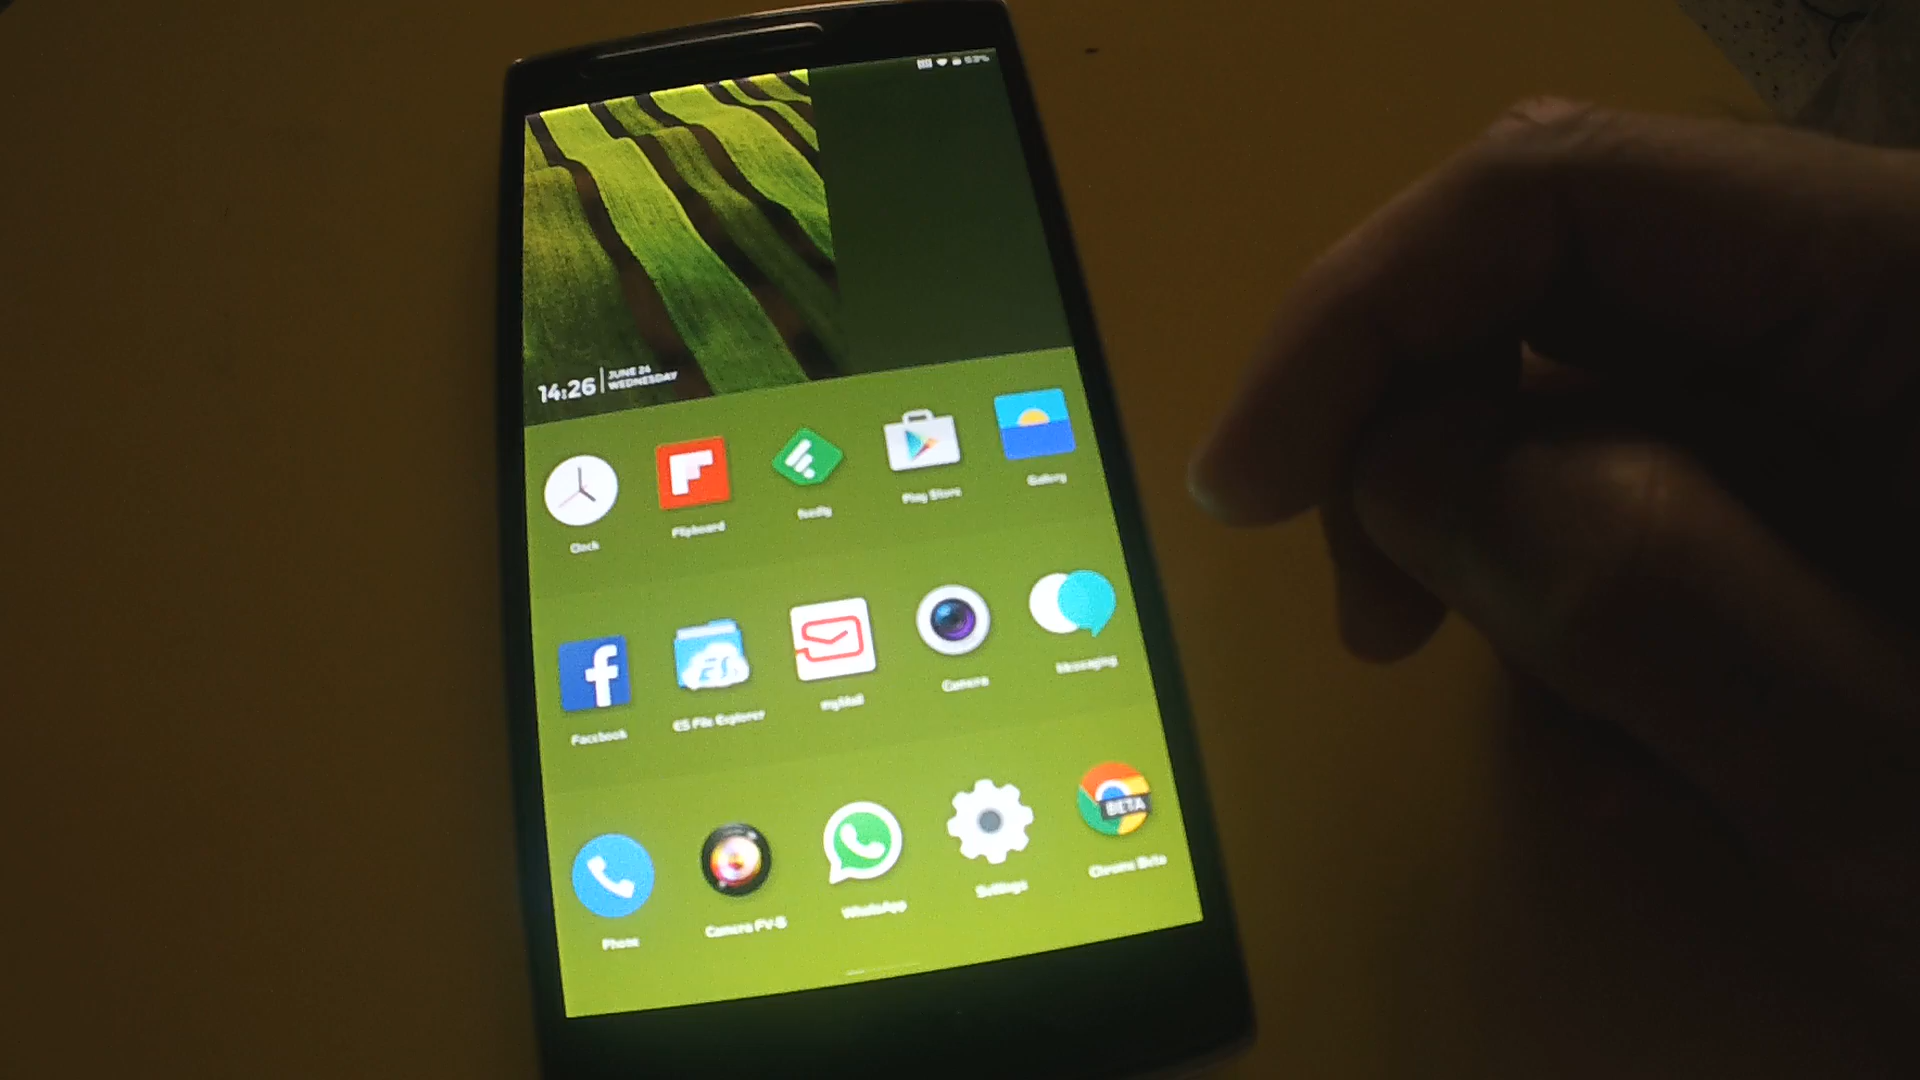 14:26
JUNE 24
WEDNESDAY
Clock
Flipboard
feedly
Play Store
Gallery
Facebook
ES File Explorer
myMail
Camera
Messaging
BETA
Phone
Camera FV-5
WhatsApp
Settings
Chrome Beta